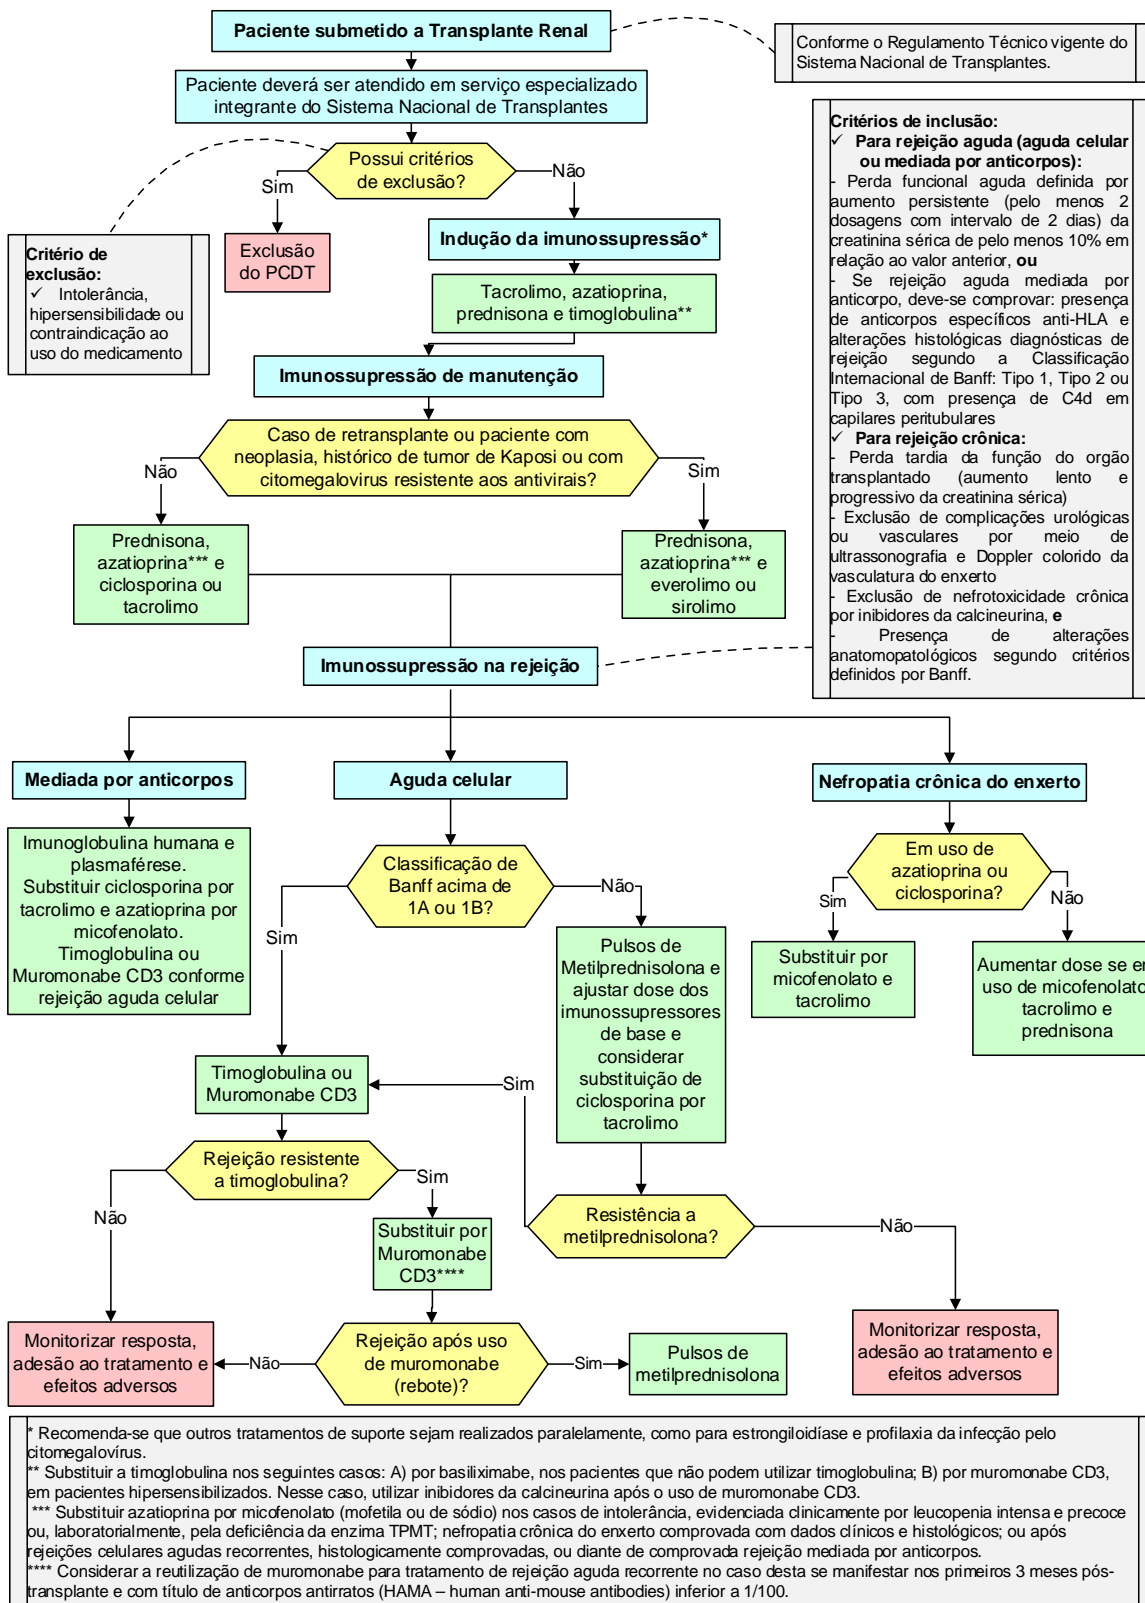 Paciente submetido a Transplante Renal
Conforme o Regulamento Técnico vigente do
Sistema Nacional de Transplantes.
Paciente deverá ser atendido em serviço especializado
integrante do Sistema Nacional de Transplantes
Possui critérios
de exclusão?
Sim
Não
Critério de
exclusão:
✓ Intolerância,
hipersensibilidade ou
contraindicação ao
uso do medicamento
Exclusão
do PCDT
Indução da imunossupressão*
Tacrolimo, azatioprina,
prednisona e timoglobulina**
Critérios de inclusão:
✓ Para rejeição aguda (aguda celular
ou mediada por anticorpos):
- Perda funcional aguda definida por
aumento persistente (pelo menos 2
dosagens com intervalo de 2 dias) da
creatinina sérica de pelo menos 10% em
relação ao valor anterior, ou
- Se rejeição aguda mediada por
anticorpo, deve-se comprovar: presença
de anticorpos específicos anti-HLA e
alterações histológicas diagnósticas de
rejeição segundo a Classificação
Internacional de Banff: Tipo 1, Tipo 2 ou
Tipo 3, com presença de C4d em
capilares peritubulares
✓ Para rejeição crônica:
- Perda tardia da função do orgão
transplantado (aumento lento e
progressivo da creatinina sérica)
- Exclusão de complicações urológicas
ou vasculares por meio de
ultrassonografia e Doppler colorido da
vasculatura do enxerto
- Exclusão de nefrotoxicidade crônica
por inibidores da calcineurina, e
- Presença de alterações
anatomopatológicos segundo critérios
definidos por Banff.
Imunossupressão de manutenção
Caso de retransplante ou paciente com
neoplasia, histórico de tumor de Kaposi ou com
citomegalovirus resistente aos antivirais?
Não
Sim
Prednisona,
azatioprina*** e
ciclosporina ou
tacrolimo
Prednisona,
azatioprina*** e
everolimo ou
sirolimo
Imunossupressão na rejeição
Mediada por anticorpos
Aguda celular
Nefropatia crônica do enxerto
Imunoglobulina humana e
plasmaférese.
Substituir ciclosporina por
tacrolimo e azatioprina por
micofenolato.
Timoglobulina ou
Muromonabe CD3 conforme
rejeição aguda celular
Classificação de
Banff acima de
1A ou 1B?
Sim
Não
Em uso de
azatioprina ou
ciclosporina?
Sim
Não
Substituir por
micofenolato e
tacrolimo
Aumentar dose se em
uso de micofenolato,
tacrolimo e
prednisona
Pulsos de
Metilprednisolona e
ajustar dose dos
imunossupressores
de base e
considerar
substituição de
ciclosporina por
tacrolimo
Timoglobulina ou
Muromonabe CD3
Sim
Rejeição resistente
a timoglobulina?
Não
Sim
Substituir por
Muromonabe
CD3****
Resistência a
metilprednisolona?
Não
Monitorizar resposta,
adesão ao tratamento e
efeitos adversos
Não
Rejeição após uso
de muromonabe
(rebote)?
Sim
Pulsos de
metilprednisolona
Monitorizar resposta,
adesão ao tratamento e
efeitos adversos
* Recomenda-se que outros tratamentos de suporte sejam realizados paralelamente, como para estrongiloidíase e profilaxia da infecção pelo
citomegalovírus.
** Substituir a timoglobulina nos seguintes casos: A) por basiliximabe, nos pacientes que não podem utilizar timoglobulina; B) por muromonabe CD3,
em pacientes hipersensibilizados. Nesse caso, utilizar inibidores da calcineurina após o uso de muromonabe CD3.
*** Substituir azatioprina por micofenolato (mofetila ou de sódio) nos casos de intolerância, evidenciada clinicamente por leucopenia intensa e precoce
ou, laboratorialmente, pela deficiência da enzima TPMT; nefropatia crônica do enxerto comprovada com dados clínicos e histológicos; ou após
rejeições celulares agudas recorrentes, histologicamente comprovadas, ou diante de comprovada rejeição mediada por anticorpos.
**** Considerar a reutilização de muromonabe para tratamento de rejeição aguda recorrente no caso desta se manifestar nos primeiros 3 meses pós-
transplante e com título de anticorpos antirratos (HAMA – human anti-mouse antibodies) inferior a 1/100.